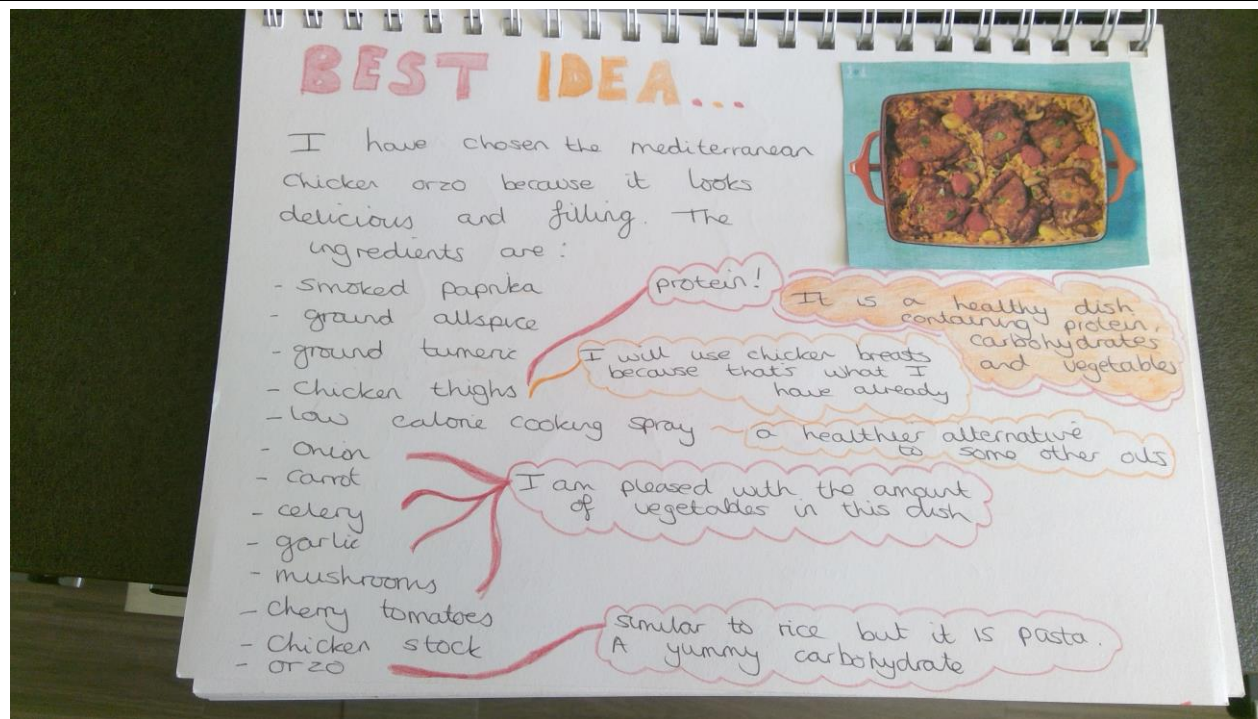 BEST IDEA...
I have chosen the mediterranean
chicken orzo because it looks
delicious and filling. The
ingredients are:
- smoked paprika
- ground allspice
- ground tumeric
- Chicken thighs
- low calorie cooking spray
- onion
- carrot
- celery
- garlic
- mushrooms
- Cherry tomatoes
- Chicken stock
- orzo
protein!
It is a healthy dish
containing protein,
carbohydrates
and vegetables
I will use chicken breasts
because that's what I
have already
a healthier alternative
to some other oils
I am pleased with the amount
of vegetables in this dish
similar to rice but it is pasta.
A yummy carbohydrate